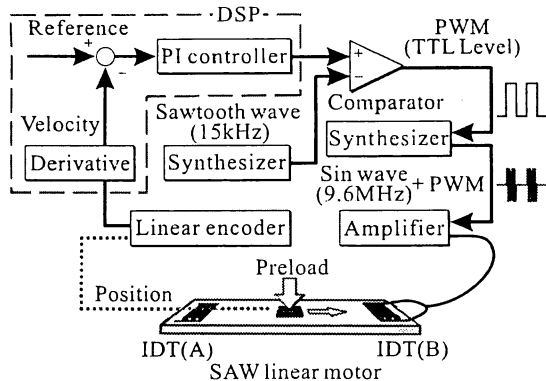 DSP
Reference
+
-
PI controller
+
-
PWM
(TTL Level)
Comparator
Velocity
Sawtooth wave
(15kHz)
Derivative
Synthesizer
Synthesizer
Sin wave
(9.6MHz)
+ PWM
Linear encoder
Amplifier
Preload
Position
IDT(A)
IDT(B)
SAW linear motor